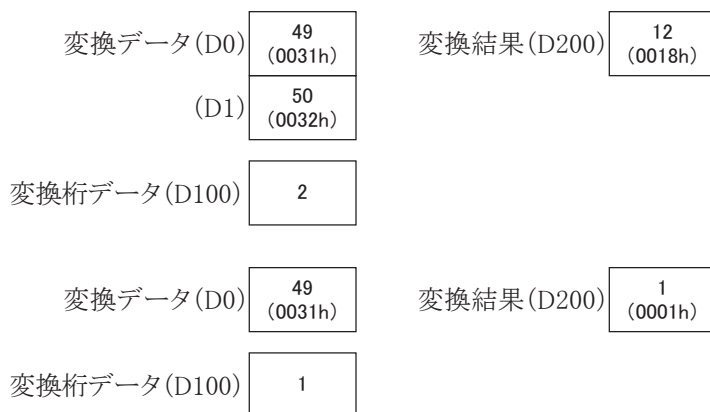 変換データ(D0) 49 変換結果(D200) 12
(0031h) (0018h)
(D1) 50
(0032h)
変換桁データ(D100) 2
変換データ(D0) 49 変換結果(D200) 1
(0031h) (0001h)
変換桁データ(D100) 1